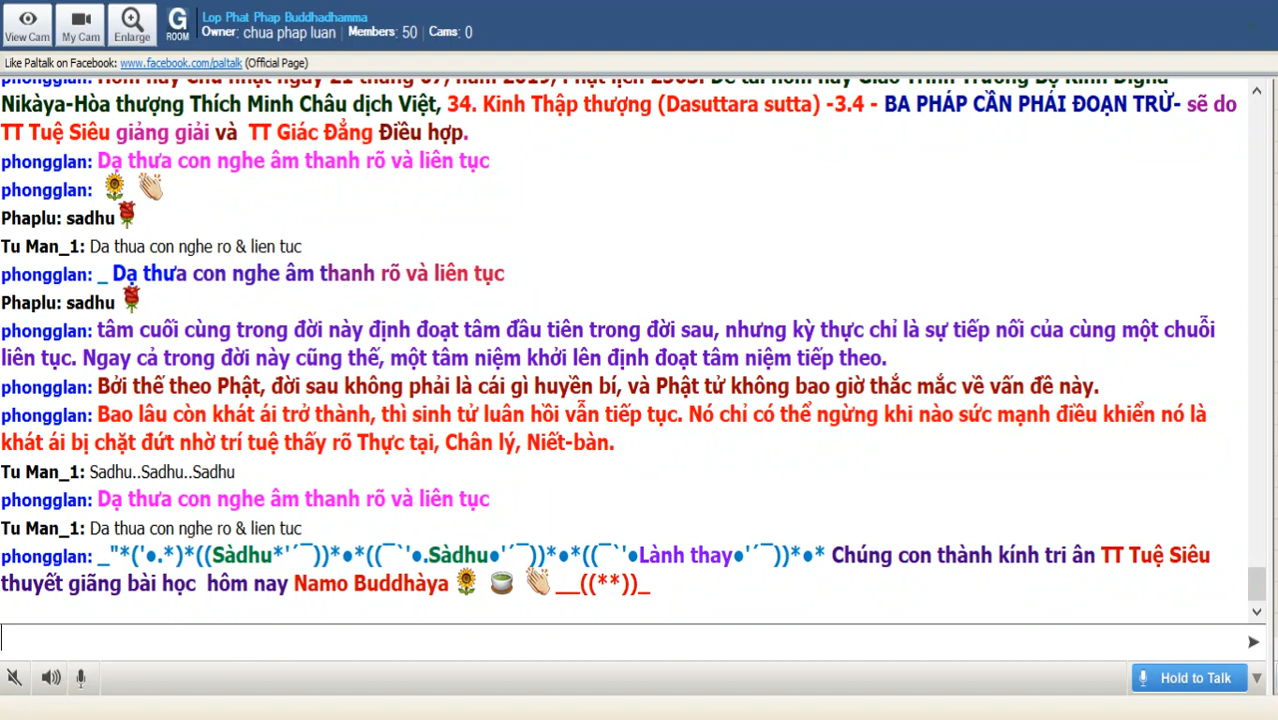 View Cam
My Cam
Enlarge
G
ROOM
Lop Phat Phap Buddhadhamma
Owner: chua phap luan | Members: 50 | Cams: 0
Like Paltalk on Facebook: www.facebook.com/paltalk (Official Page)
Nikàya-Hòa thượng Thích Minh Châu dịch Việt, 34. Kinh Thập thượng (Dasuttara sutta) -3.4 - BA PHÁP CẦN PHÁI ĐOẠN TRỪ- sẽ do
TT Tuệ Siêu giảng giải và TT Giác Đẳng Điều hợp.
phongglan: Dạ thưa con nghe âm thanh rõ và liên tục
phongglan:
Phaplu: sadhu
Tu Man_1: Da thua con nghe ro & lien tuc
phongglan: _ Dạ thưa con nghe âm thanh rõ và liên tục
Phaplu: sadhu
phongglan: tâm cuối cùng trong đời này định đoạt tâm đầu tiên trong đời sau, nhưng kỳ thực chỉ là sự tiếp nối của cùng một chuỗi
liên tục. Ngay cả trong đời này cũng thế, một tâm niệm khởi lên định đoạt tâm niệm tiếp theo.
phongglan: Bởi thế theo Phật, đời sau không phải là cái gì huyền bí, và Phật tử không bao giờ thắc mắc về vấn đề này.
phongglan: Bao lâu còn khát ái trở thành, thì sinh tử luân hồi vẫn tiếp tục. Nó chỉ có thể ngừng khi nào sức mạnh điều khiển nó là
khát ái bị chặt đứt nhờ trí tuệ thấy rõ Thực tại, Chân lý, Niết-bàn.
Tu Man_1: Sadhu..Sadhu..Sadhu
phongglan: Dạ thưa con nghe âm thanh rõ và liên tục
Tu Man_1: Da thua con nghe ro & lien tuc
phongglan: _"*('●.*)*((Sàdhu*'´¯))*●*((¯`'●.Sàdhu●'´¯))*●*((¯`'●Lành thay●'´¯))*●* Chúng con thành kính tri ân TT Tuệ Siêu
thuyết giãng bài học hôm nay Namo Buddhàya __((**))_
Hold to Talk